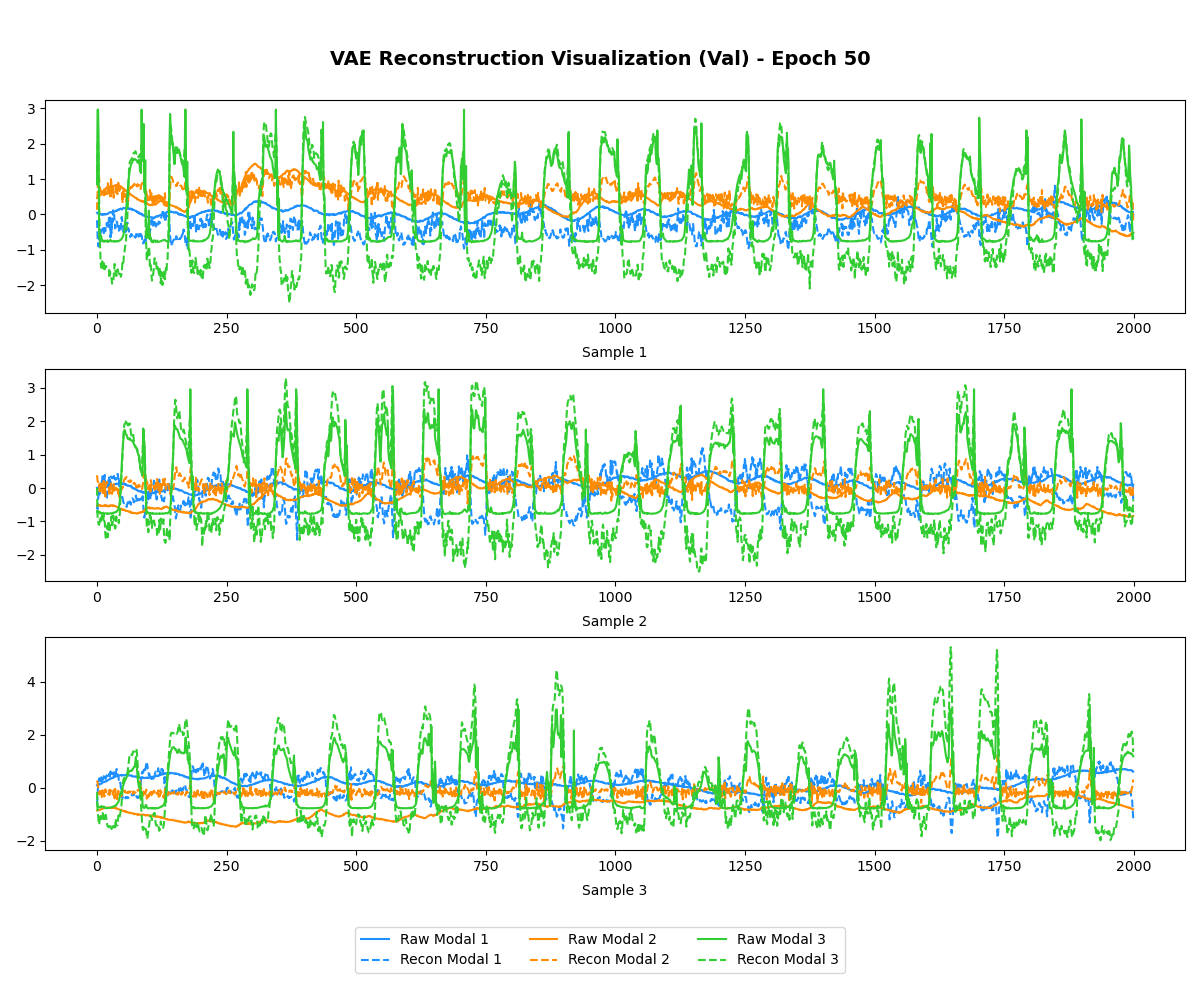 VAE Reconstruction Visualization (Val) - Epoch 50
3
2
1
0
−1
−2
0 250 500 750 1000 1250 1500 1750 2000
Sample 1
3
2
1
0
−1
−2
0 250 500 750 1000 1250 1500 1750 2000
Sample 2
4
2
0
−2
0 250 500 750 1000 1250 1500 1750 2000
Sample 3
Raw Modal 1 Raw Modal 2 Raw Modal 3
Recon Modal 1 Recon Modal 2 Recon Modal 3